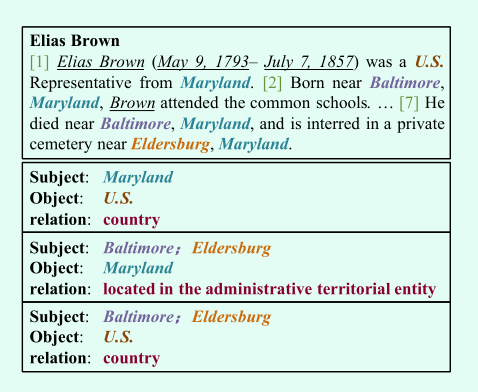 Elias Brown
[1] Elias Brown (May 9, 1793– July 7, 1857) was a U.S.
Representative from Maryland. [2] Born near Baltimore,
Maryland, Brown attended the common schools. … [7] He
died near Baltimore, Maryland, and is interred in a private
cemetery near Eldersburg, Maryland.
Subject: Maryland
Object: U.S.
relation: country
Subject: Baltimore; Eldersburg
Object: Maryland
relation: located in the administrative territorial entity
Subject: Baltimore; Eldersburg
Object: U.S.
relation: country